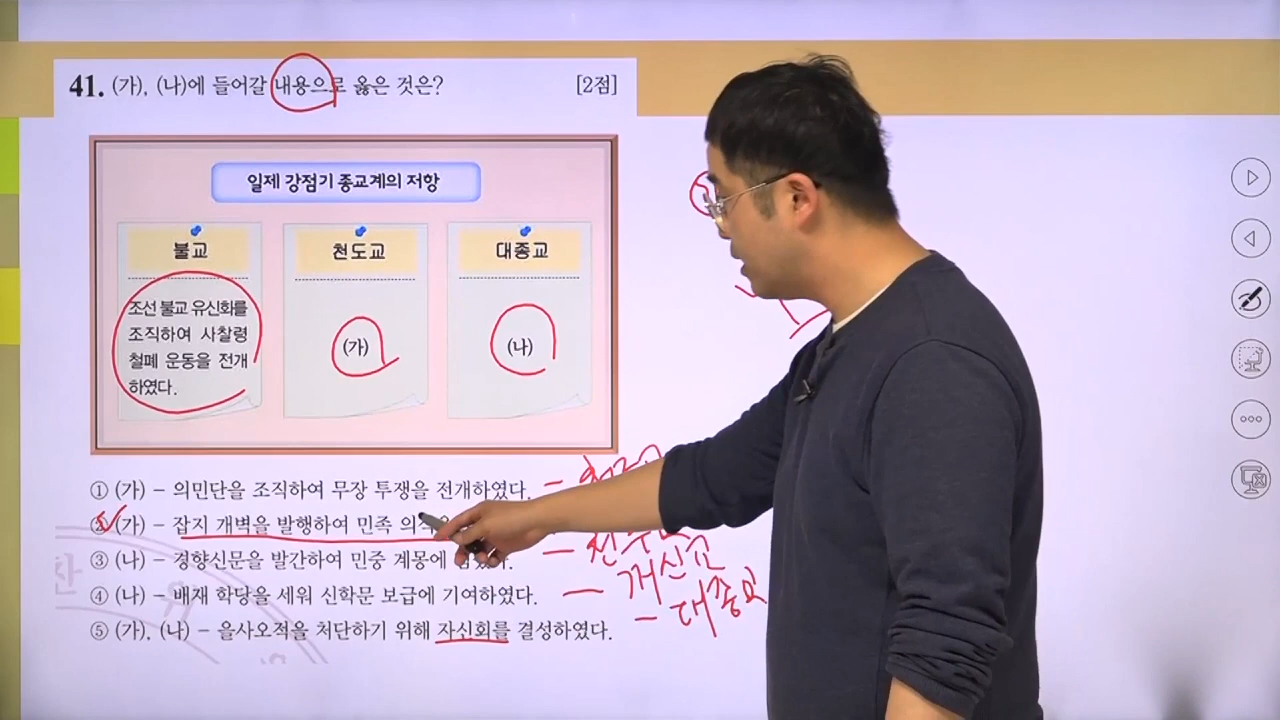 41. (가), (나)에 들어갈 내용으로 옳은 것은? [2점]
일제 강점기 종교계의 저항
불교
조선 불교 유신회를
조직하여 사찰령
철폐 운동을 전개
하였다.
천도교
(가)
대종교
(나)
① (가) – 의민단을 조직하여 무장 투쟁을 전개하였다. –
② (가) – 잡지 개벽을 발행하여 민족 의식
③ (나) – 경향신문을 발간하여 민중 계몽에 – 천주교
④ (나) – 배재 학당을 세워 신학문 보급에 기여하였다. – 개신교
⑤ (가), (나) – 을사오적을 처단하기 위해 자신회를 결성하였다. – 대종교